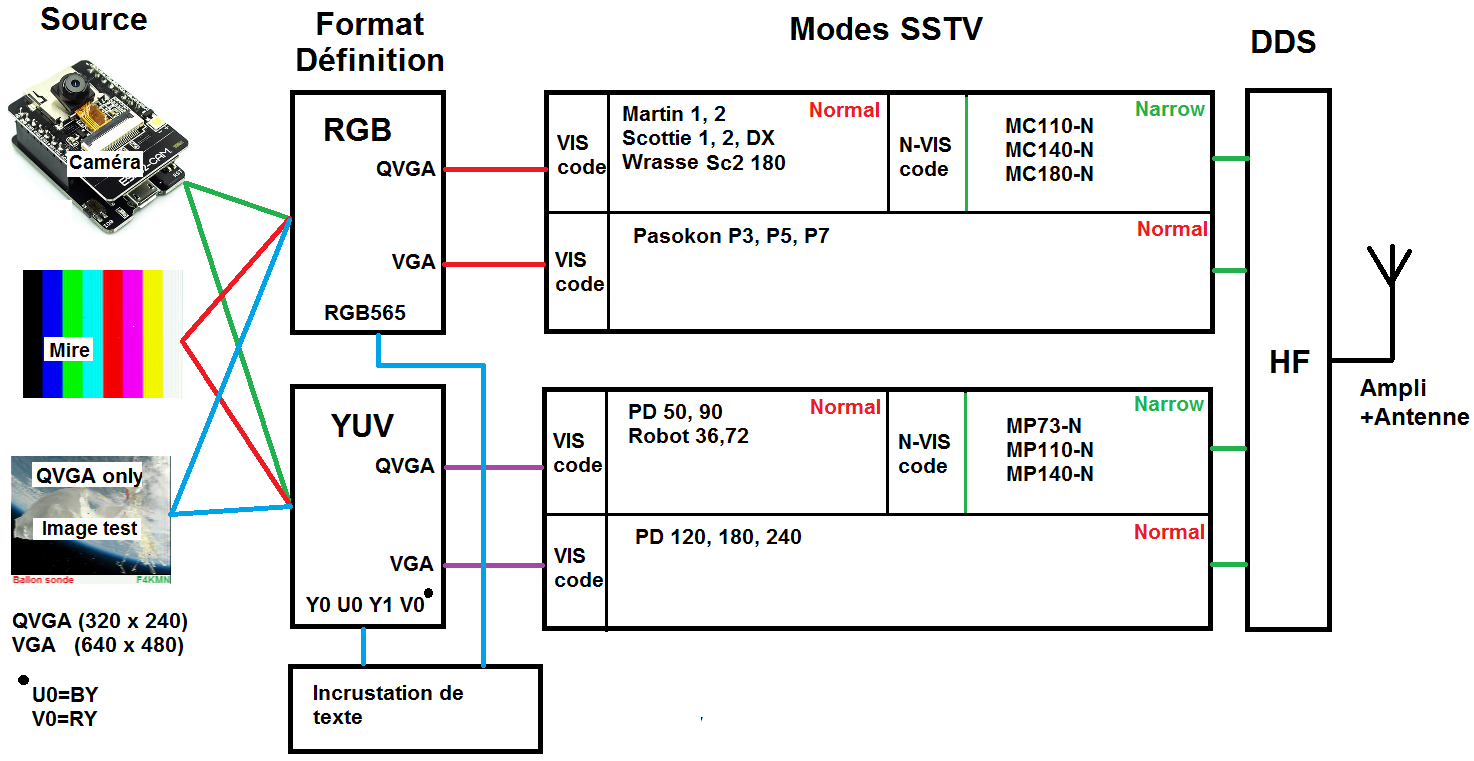 Source
Format
Définition
Modes SSTV
DDS
Caméra
2-CAM
Mire
QVGA only
Image test
Ballon sonde
F4KMN
QVGA (320 x 240)
VGA (640 x 480)
U0=BY
V0=RY
RGB
QVGA
VGA
RGB565
YUV
QVGA
VGA
Y0 U0 Y1 V0
Incrustation de
texte
VIS
code
Martin 1, 2
Scottie 1, 2, DX
Wrasse Sc2 180
Normal
N-VIS
code
Narrow
MC110-N
MC140-N
MC180-N
VIS
code
Pasokon P3, P5, P7
Normal
VIS
code
PD 50, 90
Robot 36,72
Normal
N-VIS
code
Narrow
MP73-N
MP110-N
MP140-N
VIS
code
PD 120, 180, 240
Normal
HF
Ampli
+Antenne